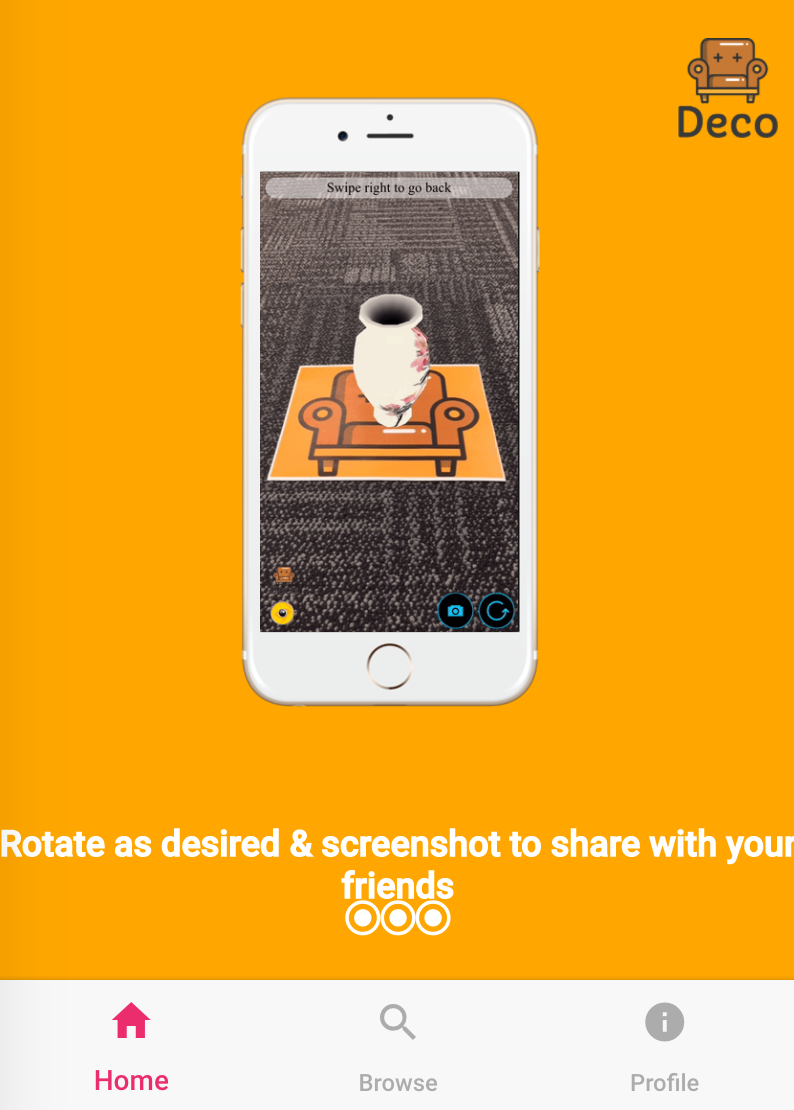 Deco
Swipe right to go back
Rotate as desired & screenshot to share with your
friends
Home
Browse
Profile